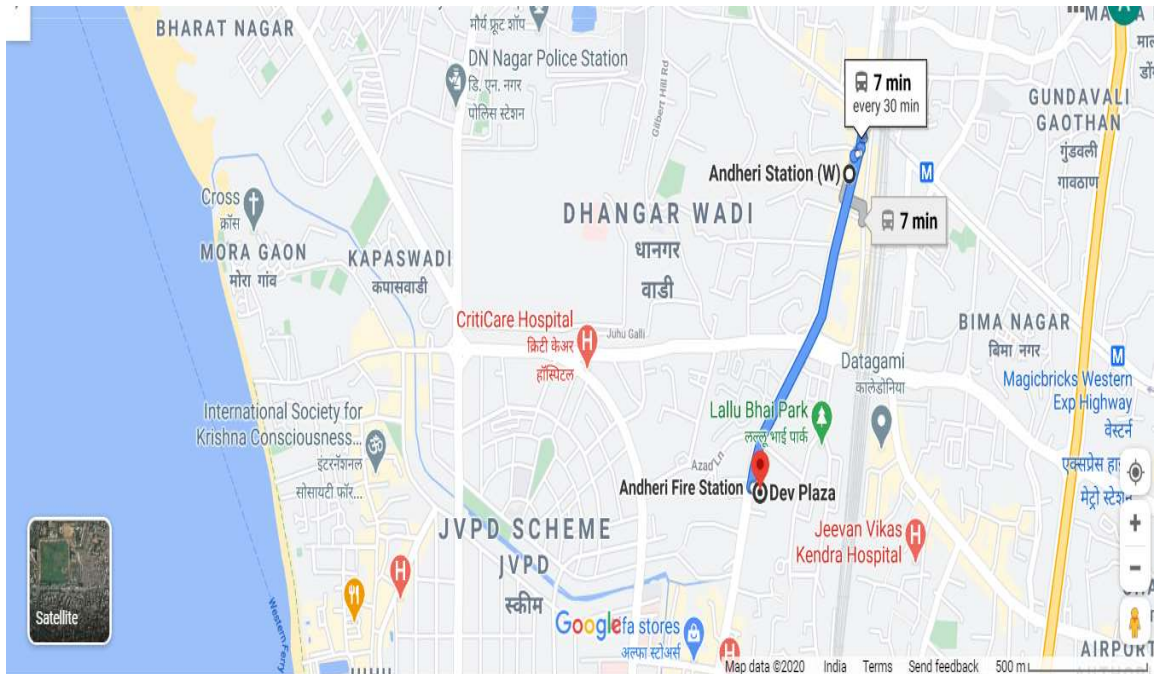 BHARAT NAGAR
मौर्य फ्रूट शॉप
DN Nagar Police Station
डि. ए. नगर
पोलिस स्टेशन
Gilbert Hill Rd
7 min
every 30 min
GUNDAVALI
GAOTHAN
गुंडवली
गावठाण
Andheri Station (W)
M
7 min
Cross
क्रॉस
MORA GAON
मोरा गांव
KAPASWADI
कपासवाडी
DHANGAR WADI
धानगर
वाडी
CritiCare Hospital
क्रिटी केअर
हॉस्पिटल
H
Juhu Galli
BIMA NAGAR
बिमा नगर
Datagami
कालेडोनिया
M
Magicbricks Western
Exp Highway
वेस्टर्न
एक्सप्रेस
मेट्रो
International Society for
Krishna Consciousness...
इंटरनॅशनल
सोसायटी फॉर...
Lallu Bhai Park
लल्लू भाई पार्क
Azad Ln
Andheri Fire Station
Dev Plaza
JVPD SCHEME
JVPD
स्कीम
Jeevan Vikas
Kendra Hospital
H
H
Satellite
Western Ferry
Google
fa stores
अल्फा स्टोअर्स
H
AIRPORT
Map data ©2020 India Terms Send feedback 500 m